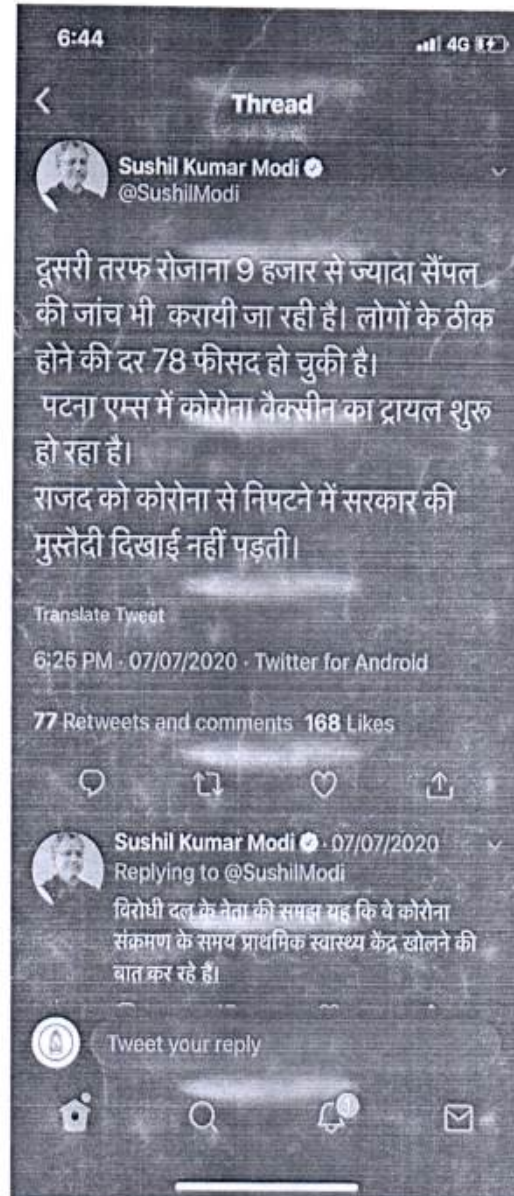 6:44
4G
Thread
Sushil Kumar Modi
@SushilModi
दूसरी तरफ रोजाना 9 हजार से ज्यादा सैंपल
की जांच भी करायी जा रही है। लोगों के ठीक
होने की दर 78 फीसद हो चुकी है।
पटना एम्स में कोरोना वैक्सीन का ट्रायल शुरू
हो रहा है।
राजद को कोरोना से निपटने में सरकार की
मुस्तैदी दिखाई नहीं पड़ती।
Translate Tweet
6:25 PM · 07/07/2020 · Twitter for Android
77 Retweets and comments 168 Likes
Sushil Kumar Modi · 07/07/2020
Replying to @SushilModi
विरोधी दल के नेता की समझ यह कि वे कोरोना
संक्रमण के समय प्राथमिक स्वास्थ्य केंद्र खोलने की
बात कर रहे हैं।
Tweet your reply
1